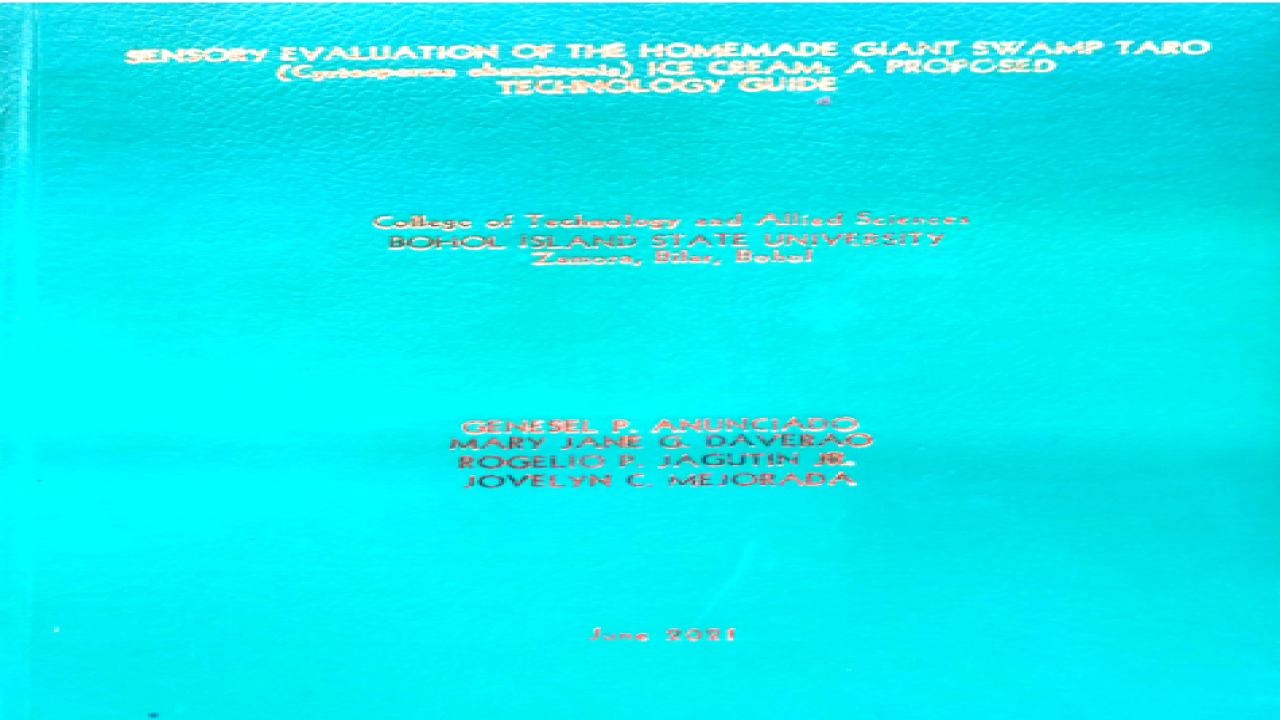 SENSORY EVALUATION OF THE HOMEMADE GIANT SWAMP TARO
(Cyrtosperma chamissonis) ICE CREAM: A PROPOSED
TECHNOLOGY GUIDE
College of Technology and Allied Sciences
BOHOL ISLAND STATE UNIVERSITY
Zamora, Bilar, Bohol
GENESEL P. ANUNCIADO
MARY JANE G. DAVERAO
ROGELIO P. JAGUTIN JR.
JOVELYN C. MEJORADA
June 2021